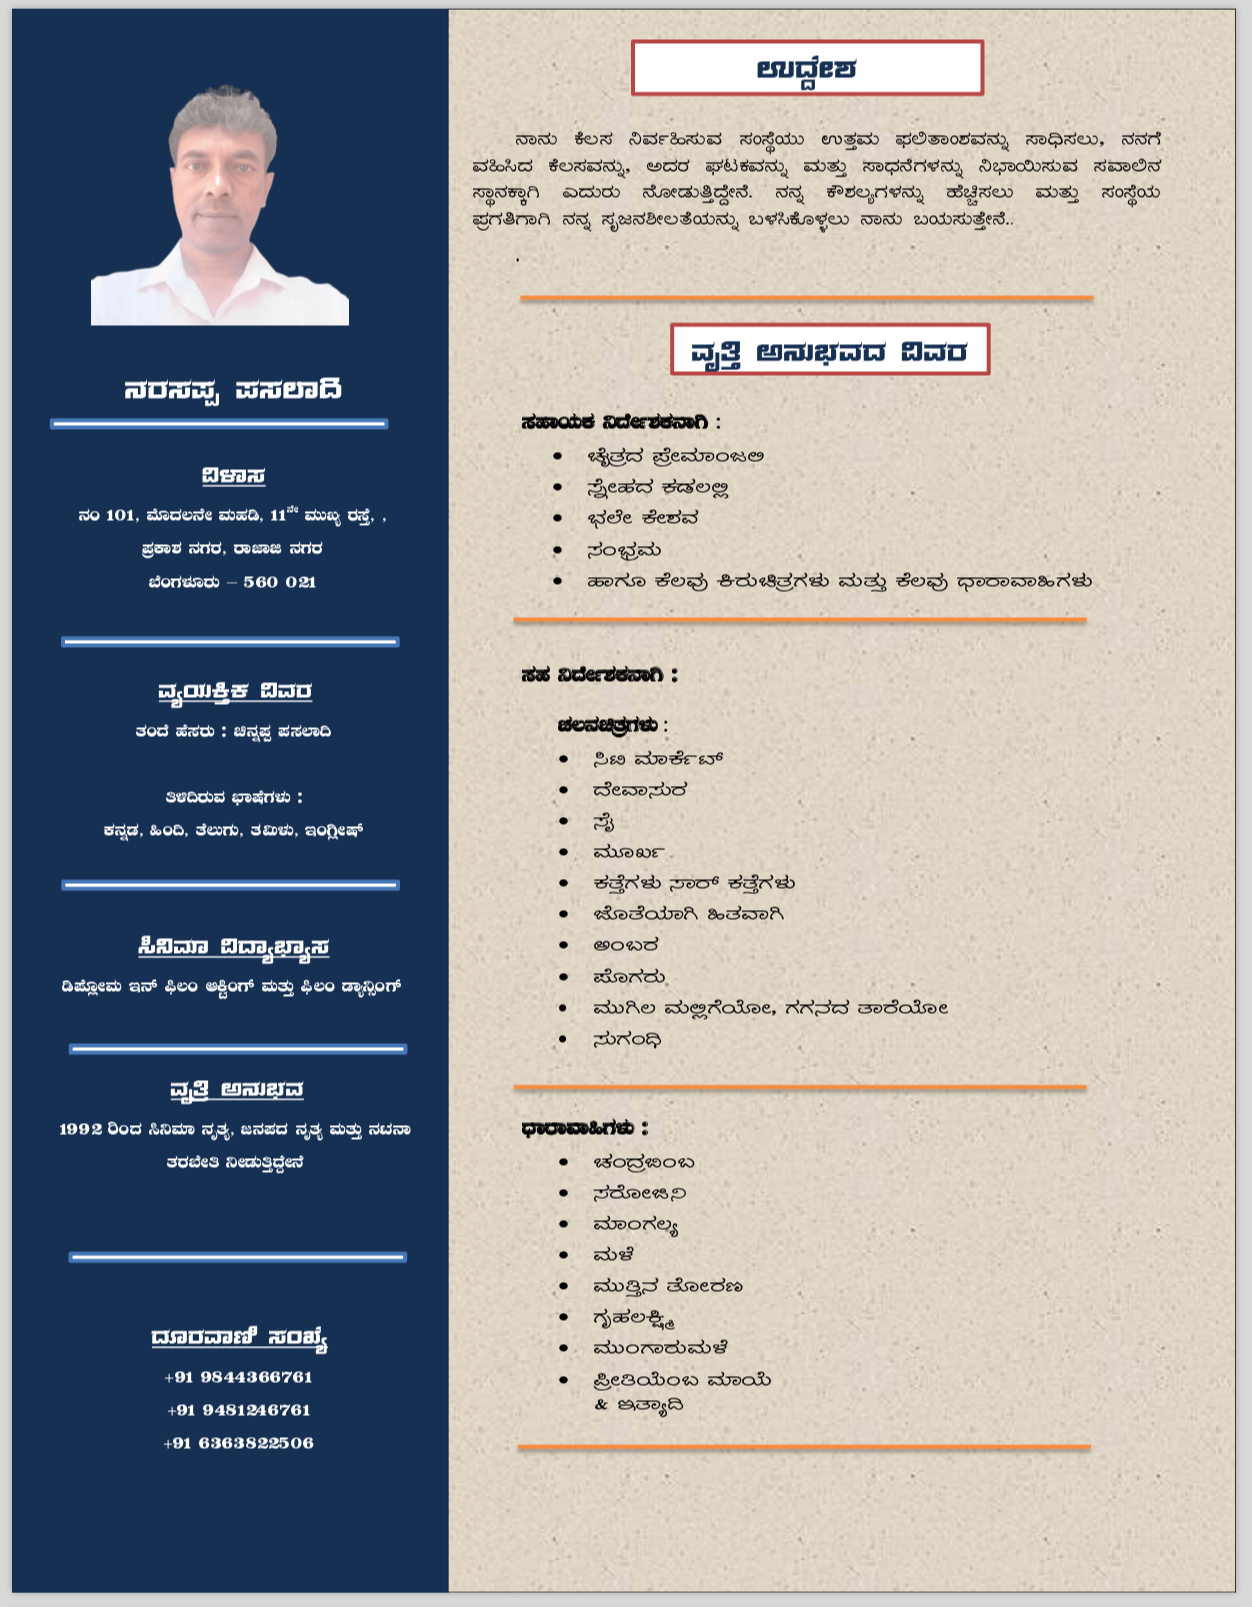 ನರಸಪ್ಪ ಪಸಲಾದಿ
ವಿಳಾಸ
ನಂ 101, ಮೊದಲನೇ ಮಹಡಿ, 11ನೇ ಮುಖ್ಯ ರಸ್ತೆ, ,
ಪ್ರಕಾಶ ನಗರ, ರಾಜಾಜಿ ನಗರ
ಬೆಂಗಳೂರು – 560 021
ವ್ಯಯಕ್ತಿಕ ವಿವರ
ತಂದೆ ಹೆಸರು : ಚಿನ್ನಪ್ಪ ಪಸಲಾದಿ
ತಿಳಿದಿರುವ ಭಾಷೆಗಳು :
ಕನ್ನಡ, ಹಿಂದಿ, ತೆಲುಗು, ತಮಿಳು, ಇಂಗ್ಲೀಷ್
ಸಿನಿಮಾ ವಿದ್ಯಾಭ್ಯಾಸ
ಡಿಪ್ಲೋಮ ಇನ್ ಫಿಲಂ ಆಕ್ಟಿಂಗ್ ಮತ್ತು ಫಿಲಂ ಡ್ಯಾನ್ಸಿಂಗ್
ವೃತ್ತಿ ಅನುಭವ
1992 ರಿಂದ ಸಿನಿಮಾ ನೃತ್ಯ, ಜನಪದ ನೃತ್ಯ ಮತ್ತು ನಟನಾ
ತರಬೇತಿ ನೀಡುತ್ತಿದ್ದೇನೆ
ದೂರವಾಣಿ ಸಂಖ್ಯೆ
+91 9844366761
+91 9481246761
+91 6363822506
ಉದ್ದೇಶ
ನಾನು ಕೆಲಸ ನಿರ್ವಹಿಸುವ ಸಂಸ್ಥೆಯು ಉತ್ತಮ ಫಲಿತಾಂಶವನ್ನು ಸಾಧಿಸಲು, ನನಗೆ
ವಹಿಸಿದ ಕೆಲಸವನ್ನು, ಅದರ ಘಟಕವನ್ನು ಮತ್ತು ಸಾಧನೆಗಳನ್ನು ನಿಭಾಯಿಸುವ ಸವಾಲಿನ
ಸ್ಥಾನಕ್ಕಾಗಿ ಎದುರು ನೋಡುತ್ತಿದ್ದೇನೆ. ನನ್ನ ಕೌಶಲ್ಯಗಳನ್ನು ಹೆಚ್ಚಿಸಲು ಮತ್ತು ಸಂಸ್ಥೆಯ
ಪ್ರಗತಿಗಾಗಿ ನನ್ನ ಸೃಜನಶೀಲತೆಯನ್ನು ಬಳಸಿಕೊಳ್ಳಲು ನಾನು ಬಯಸುತ್ತೇನೆ..
.
ವೃತ್ತಿ ಅನುಭವದ ವಿವರ
ಸಹಾಯಕ ನಿರ್ದೇಶಕನಾಗಿ :
• ಚೈತ್ರದ ಪ್ರೇಮಾಂಜಲಿ
• ಸ್ನೇಹದ ಕಡಲಲ್ಲಿ
• ಭಲೇ ಕೇಶವ
• ಸಂಭ್ರಮ
• ಹಾಗೂ ಕೆಲವು ಕಿರುಚಿತ್ರಗಳು ಮತ್ತು ಕೆಲವು ಧಾರಾವಾಹಿಗಳು
ಸಹ ನಿರ್ದೇಶಕನಾಗಿ :
ಚಲನಚಿತ್ರಗಳು :
• ಸಿಟಿ ಮಾರ್ಕೆಟ್
• ದೇವಾಸುರ
• ಸೈ
• ಮೂರ್ಖ
• ಕತ್ತೆಗಳು ಸಾರ್ ಕತ್ತೆಗಳು
• ಜೊತೆಯಾಗಿ ಹಿತವಾಗಿ
• ಅಂಬರ
• ಪೊಗರು
• ಮುಗಿಲ ಮಲ್ಲಿಗೆಯೋ, ಗಗನದ ತಾರೆಯೋ
• ಸುಗಂಧಿ
ಧಾರಾವಾಹಿಗಳು :
• ಚಂದ್ರಬಿಂಬ
• ಸರೋಜಿನಿ
• ಮಾಂಗಲ್ಯ
• ಮಳೆ
• ಮುತ್ತಿನ ತೋರಣ
• ಗೃಹಲಕ್ಷ್ಮಿ
• ಮುಂಗಾರುಮಳೆ
• ಪ್ರೀತಿಯೆಂಬ ಮಾಯೆ
& ಇತ್ಯಾದಿ